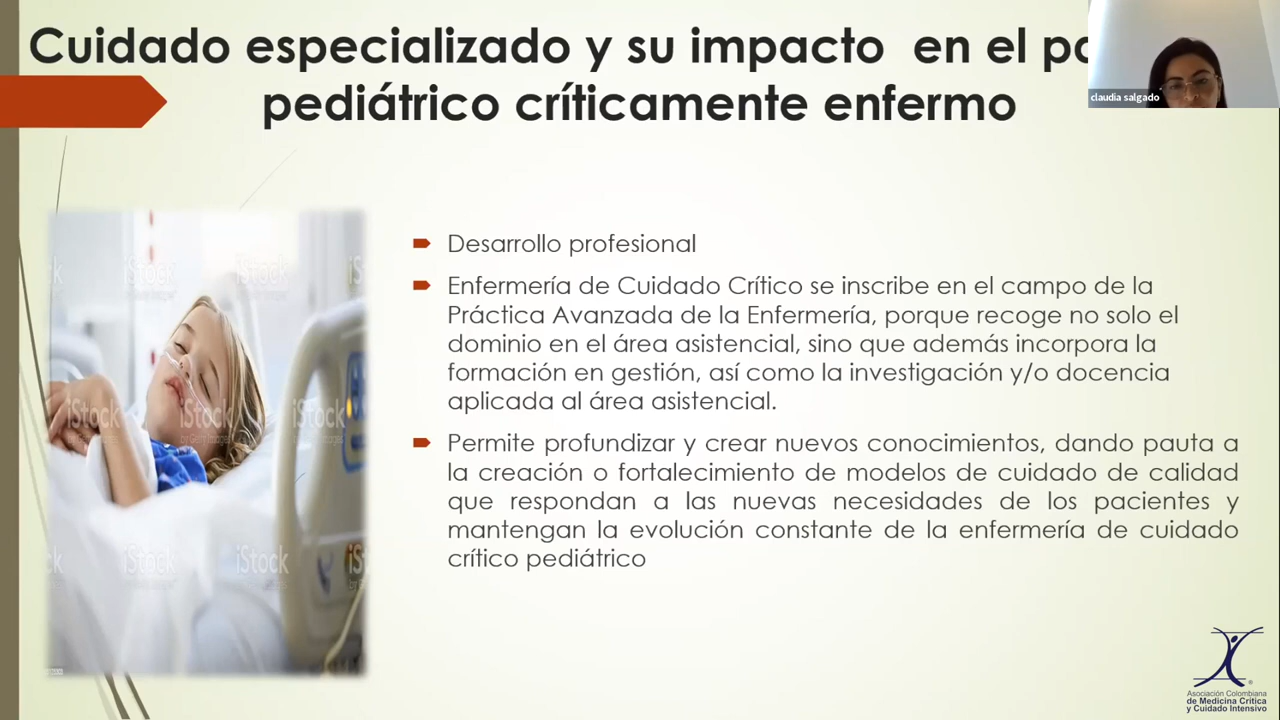 Cuidado especializado y su impacto en el
pediátrico críticamente enfermo
claudia salgado
Desarrollo profesional
Enfermería de Cuidado Crítico se inscribe en el campo de la
Práctica Avanzada de la Enfermería, porque recoge no solo el
dominio en el área asistencial, sino que además incorpora la
formación en gestión, así como la investigación y/o docencia
aplicada al área asistencial.
Permite profundizar y crear nuevos conocimientos, dando pauta a
la creación o fortalecimiento de modelos de cuidado de calidad
que respondan a las nuevas necesidades de los pacientes y
mantengan la evolución constante de la enfermería de cuidado
crítico pediátrico
iStock
iStock
iStock
iStock
iStock
Asociación Colombiana
de Medicina Crítica
y Cuidado Intensivo